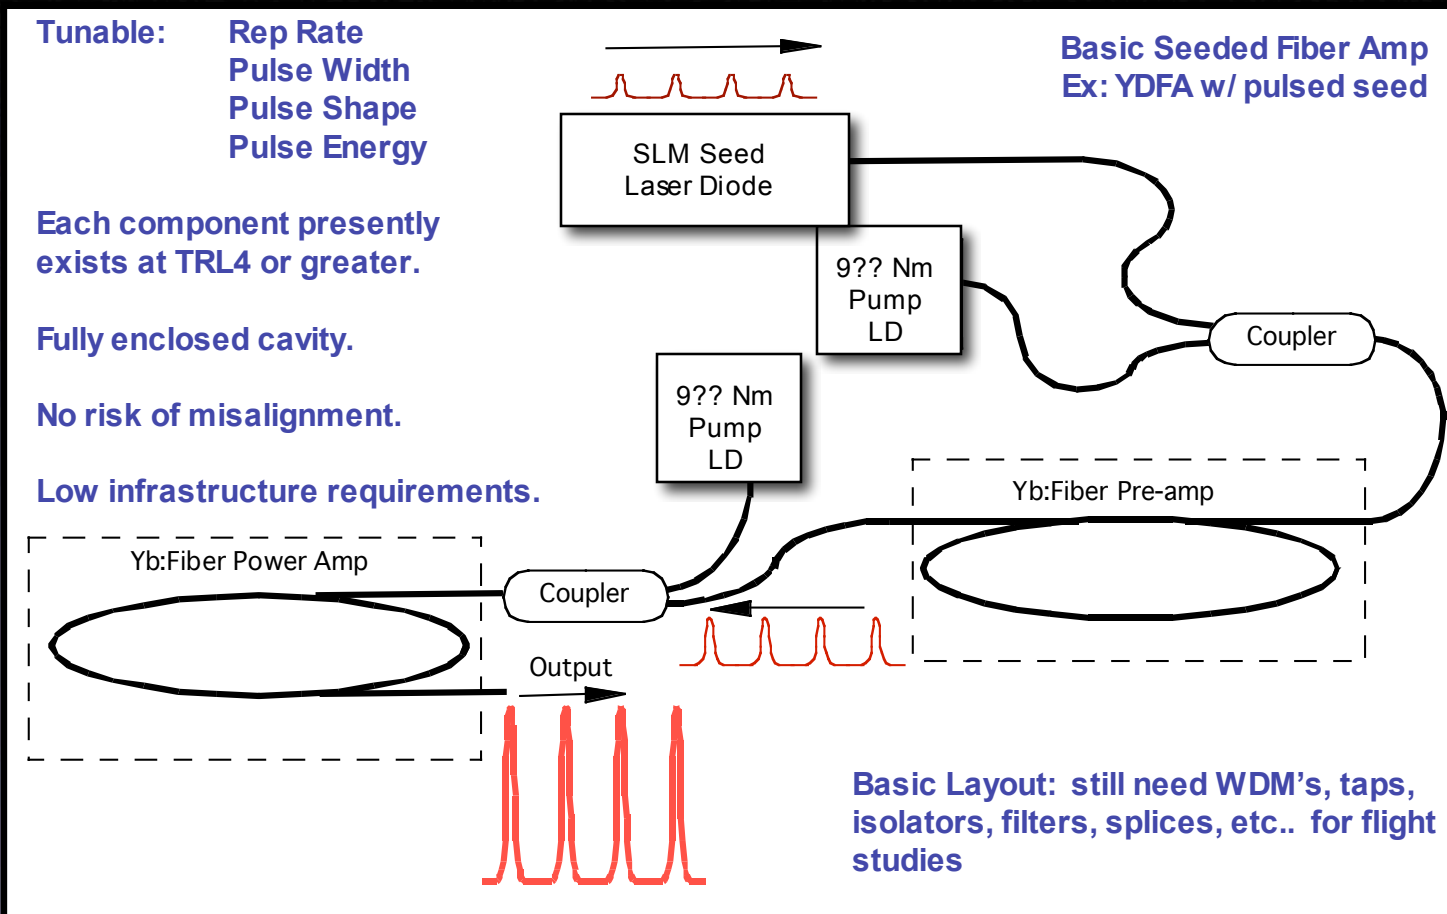 Tunable: Rep Rate
Pulse Width
Pulse Shape
Pulse Energy
Each component presently
exists at TRL4 or greater.
Fully enclosed cavity.
No risk of misalignment.
Low infrastructure requirements.
Basic Seeded Fiber Amp
Ex: YDFA w/ pulsed seed
SLM Seed
Laser Diode
9?? Nm
Pump
LD
Coupler
9?? Nm
Pump
LD
Yb:Fiber Pre-amp
Yb:Fiber Power Amp
Coupler
Output
Basic Layout: still need WDM’s, taps,
isolators, filters, splices, etc.. for flight
studies